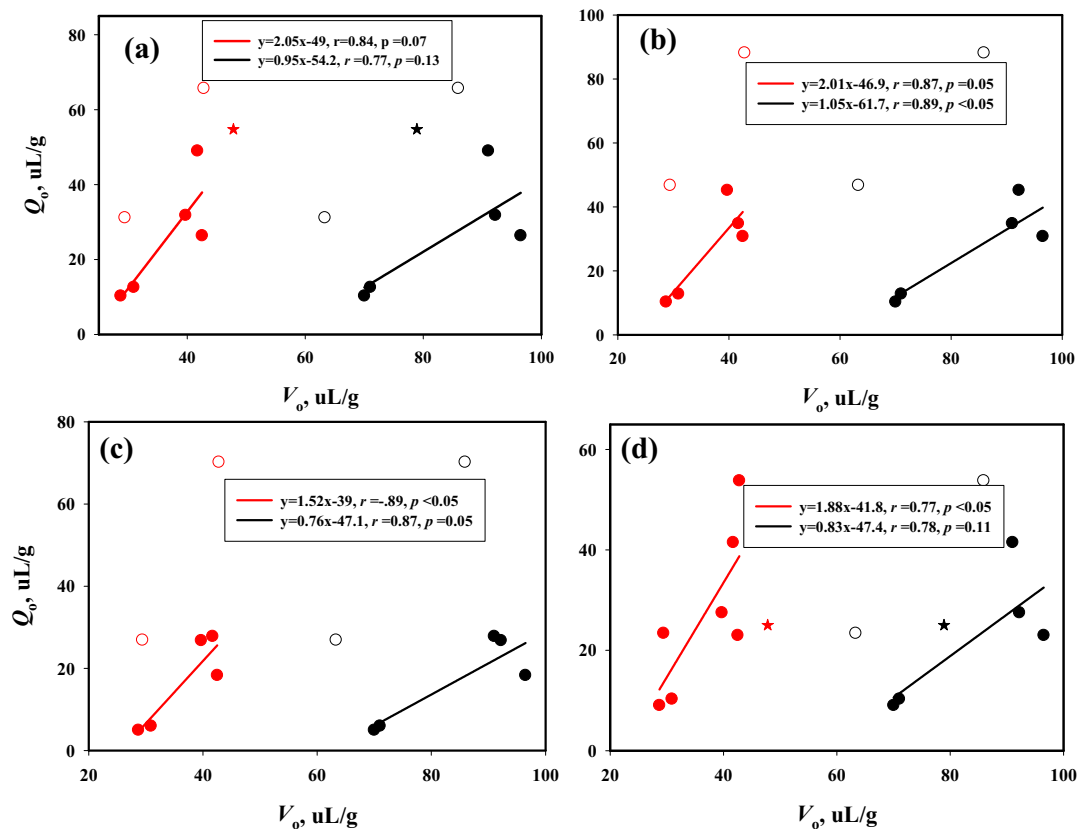 (a)
y=2.05x-49, r=0.84, p =0.07
y=0.95x-54.2, r=0.77, p=0.13
80
60
40
20
0
Qo, uL/g
40
60
80
100
Vo, uL/g
(b)
y=2.01x-46.9, r=0.87, p =0.05
y=1.05x-61.7, r=0.89, p <0.05
100
80
60
40
20
0
20
40
60
80
100
Vo, uL/g
(c)
y=1.52x-39, r=-.89, p <0.05
y=0.76x-47.1, r=0.87, p =0.05
80
60
40
20
0
Qo, uL/g
20
40
60
80
100
Vo, uL/g
(d)
y=1.88x-41.8, r=0.77, p <0.05
y=0.83x-47.4, r=0.78, p =0.11
60
40
20
0
20
40
60
80
100
Vo, uL/g